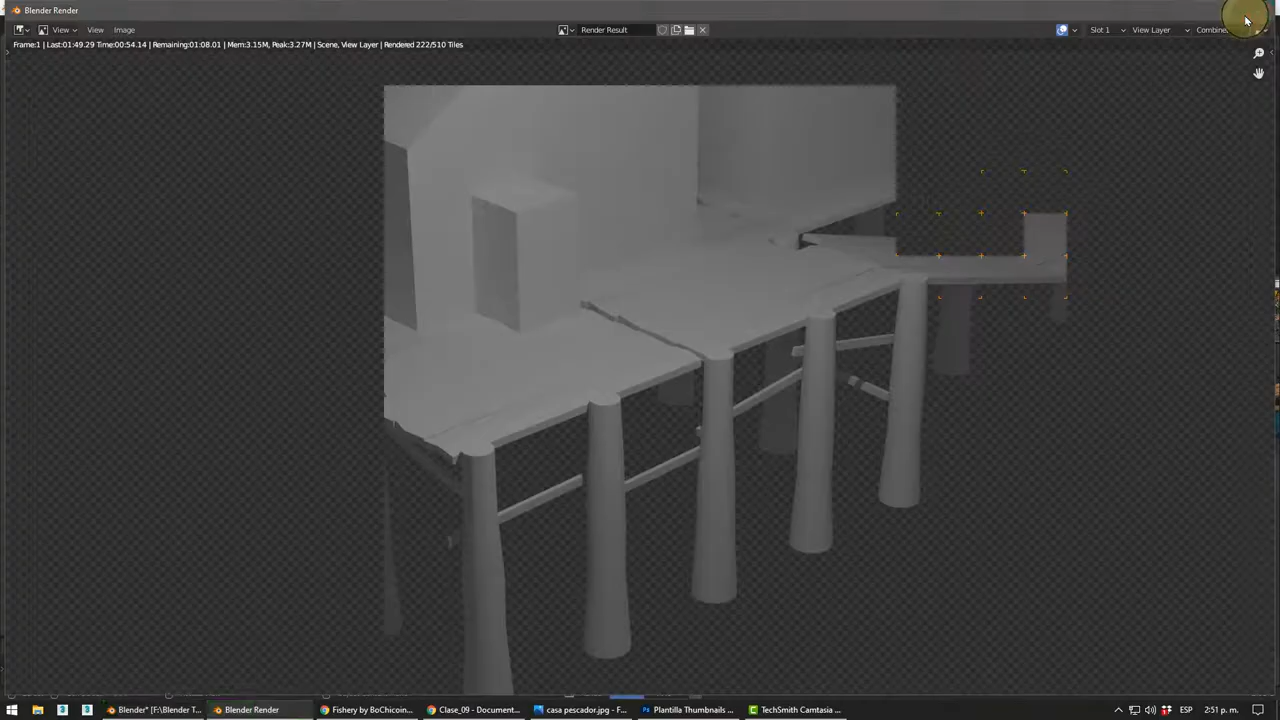 Blender Render
View View Image Render Result Slot 1 View Layer Combine
Frame:1 | Last:01:49.29 Time:00:54.14 | Remaining:01:08.01 | Mem:3.15M, Peak:3.27M | Scene, View Layer | Rendered 222/510 Tiles
Blender* [F:\Blender T... Blender Render Fishery by BoChicoin... Clase_09 - Document... casa pescador.jpg - F... Plantilla Thumbnails ... TechSmith Camtasia ... ESP 2:51 p. m.